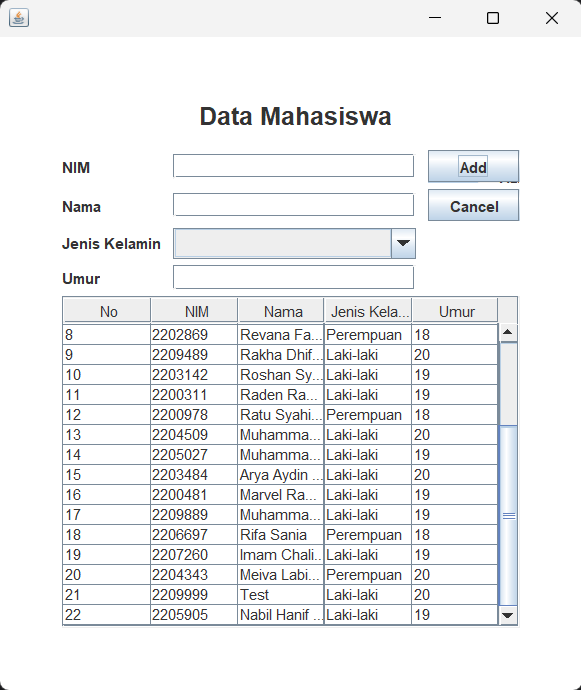 Data Mahasiswa
NIM Add
Nama Cancel
Jenis Kelamin
Umur
No NIM Nama Jenis Kela... Umur
8 2202869 Revana Fa... Perempuan 18
9 2209489 Rakha Dhif... Laki-laki 20
10 2203142 Roshan Sy... Laki-laki 19
11 2200311 Raden Ra... Laki-laki 19
12 2200978 Ratu Syahi... Perempuan 18
13 2204509 Muhamma... Laki-laki 20
14 2205027 Muhamma... Laki-laki 19
15 2203484 Arya Aydin ... Laki-laki 20
16 2200481 Marvel Ra... Laki-laki 19
17 2209889 Muhamma... Laki-laki 19
18 2206697 Rifa Sania Perempuan 18
19 2207260 Imam Chali... Laki-laki 19
20 2204343 Meiva Labi... Perempuan 20
21 2209999 Test Laki-laki 20
22 2205905 Nabil Hanif ... Laki-laki 19